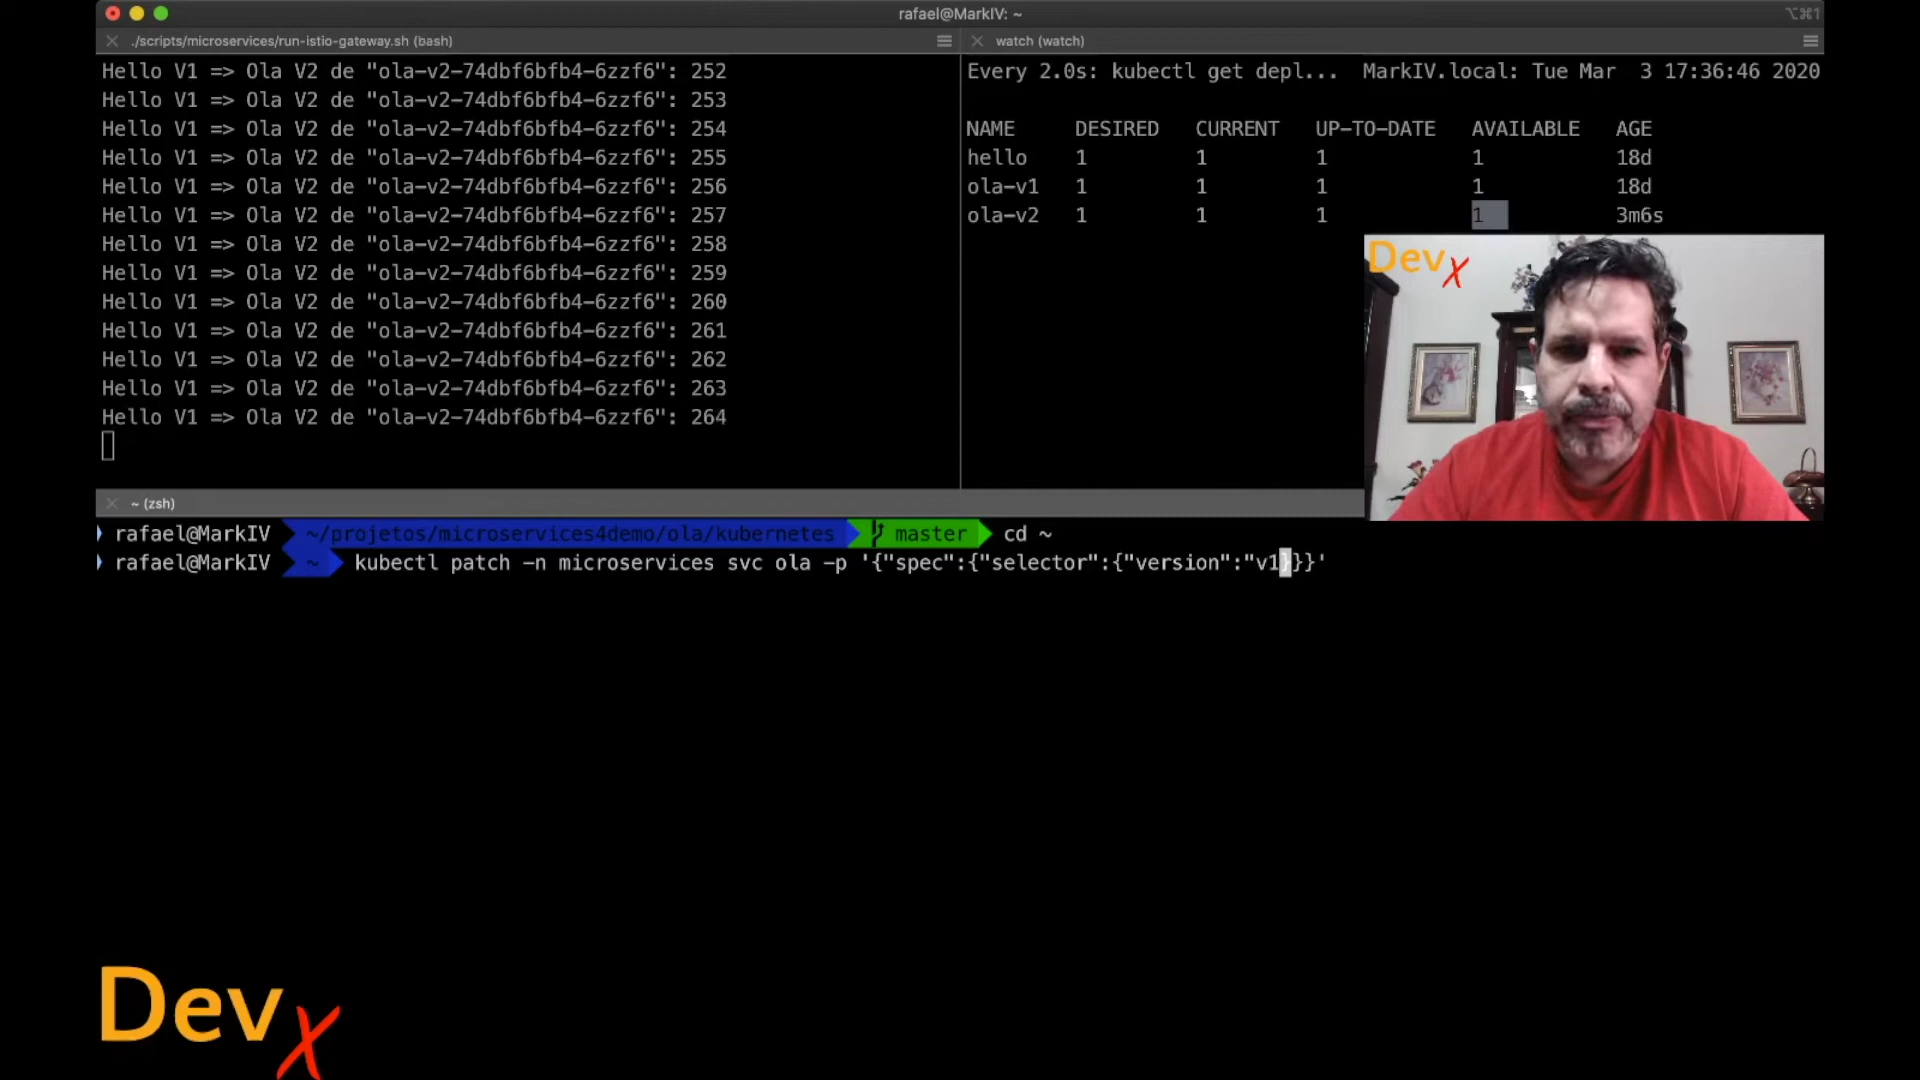 rafael@MarkIV: ~
⌥⌘1
./scripts/microservices/run-istio-gateway.sh (bash)
Hello V1 => Ola V2 de "ola-v2-74dbf6bfb4-6zzf6": 252
Hello V1 => Ola V2 de "ola-v2-74dbf6bfb4-6zzf6": 253
Hello V1 => Ola V2 de "ola-v2-74dbf6bfb4-6zzf6": 254
Hello V1 => Ola V2 de "ola-v2-74dbf6bfb4-6zzf6": 255
Hello V1 => Ola V2 de "ola-v2-74dbf6bfb4-6zzf6": 256
Hello V1 => Ola V2 de "ola-v2-74dbf6bfb4-6zzf6": 257
Hello V1 => Ola V2 de "ola-v2-74dbf6bfb4-6zzf6": 258
Hello V1 => Ola V2 de "ola-v2-74dbf6bfb4-6zzf6": 259
Hello V1 => Ola V2 de "ola-v2-74dbf6bfb4-6zzf6": 260
Hello V1 => Ola V2 de "ola-v2-74dbf6bfb4-6zzf6": 261
Hello V1 => Ola V2 de "ola-v2-74dbf6bfb4-6zzf6": 262
Hello V1 => Ola V2 de "ola-v2-74dbf6bfb4-6zzf6": 263
Hello V1 => Ola V2 de "ola-v2-74dbf6bfb4-6zzf6": 264
watch (watch)
Every 2.0s: kubectl get depl... MarkIV.local: Tue Mar 3 17:36:46 2020
NAME DESIRED CURRENT UP-TO-DATE AVAILABLE AGE
hello 1 1 1 1 18d
ola-v1 1 1 1 1 18d
ola-v2 1 1 1 1 3m6s
Dev X
~ (zsh)
rafael@MarkIV ~/projetos/microservices4demo/ola/kubernetes master cd ~
rafael@MarkIV ~ kubectl patch -n microservices svc ola -p '{"spec":{"selector":{"version":"v1}}}'
Dev X